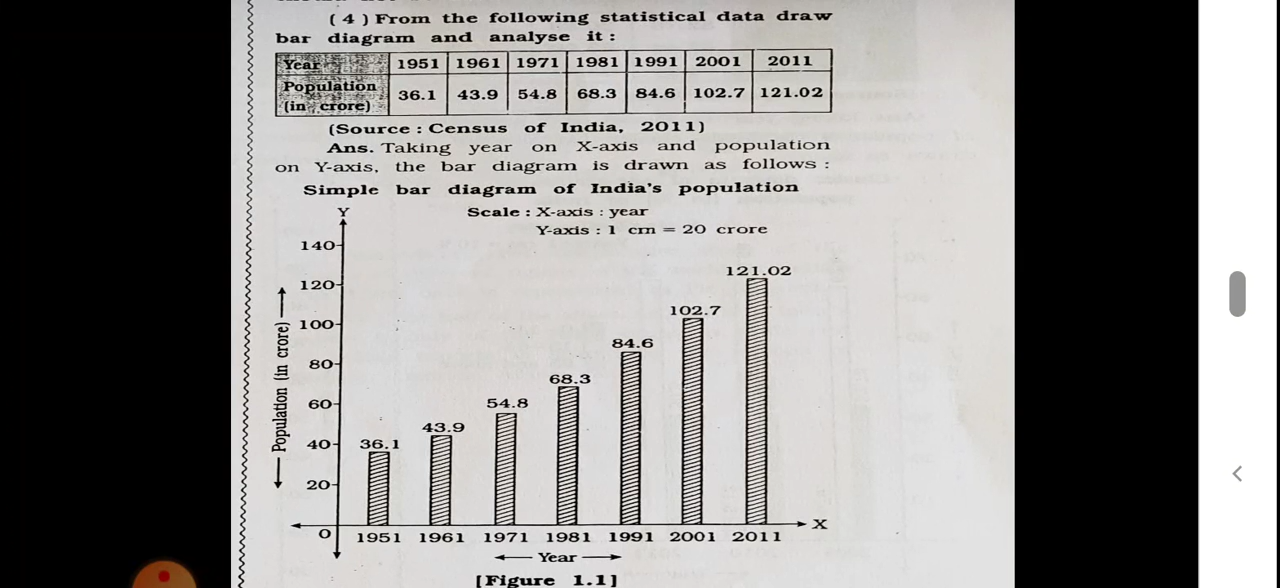 ( 4 ) From the following statistical data draw
bar diagram and analyse it :
Year 1951 1961 1971 1981 1991 2001 2011
Population (in crore) 36.1 43.9 54.8 68.3 84.6 102.7 121.02
(Source : Census of India, 2011)
Ans. Taking year on X-axis and population
on Y-axis, the bar diagram is drawn as follows :
Simple bar diagram of India's population
Scale : X-axis : year
Y-axis : 1 cm = 20 crore
Y
140
120
100
80
60
40
20
O
Population (in crore)
36.1
43.9
54.8
68.3
84.6
102.7
121.02
X
1951 1961 1971 1981 1991 2001 2011
Year
[Figure 1.1]